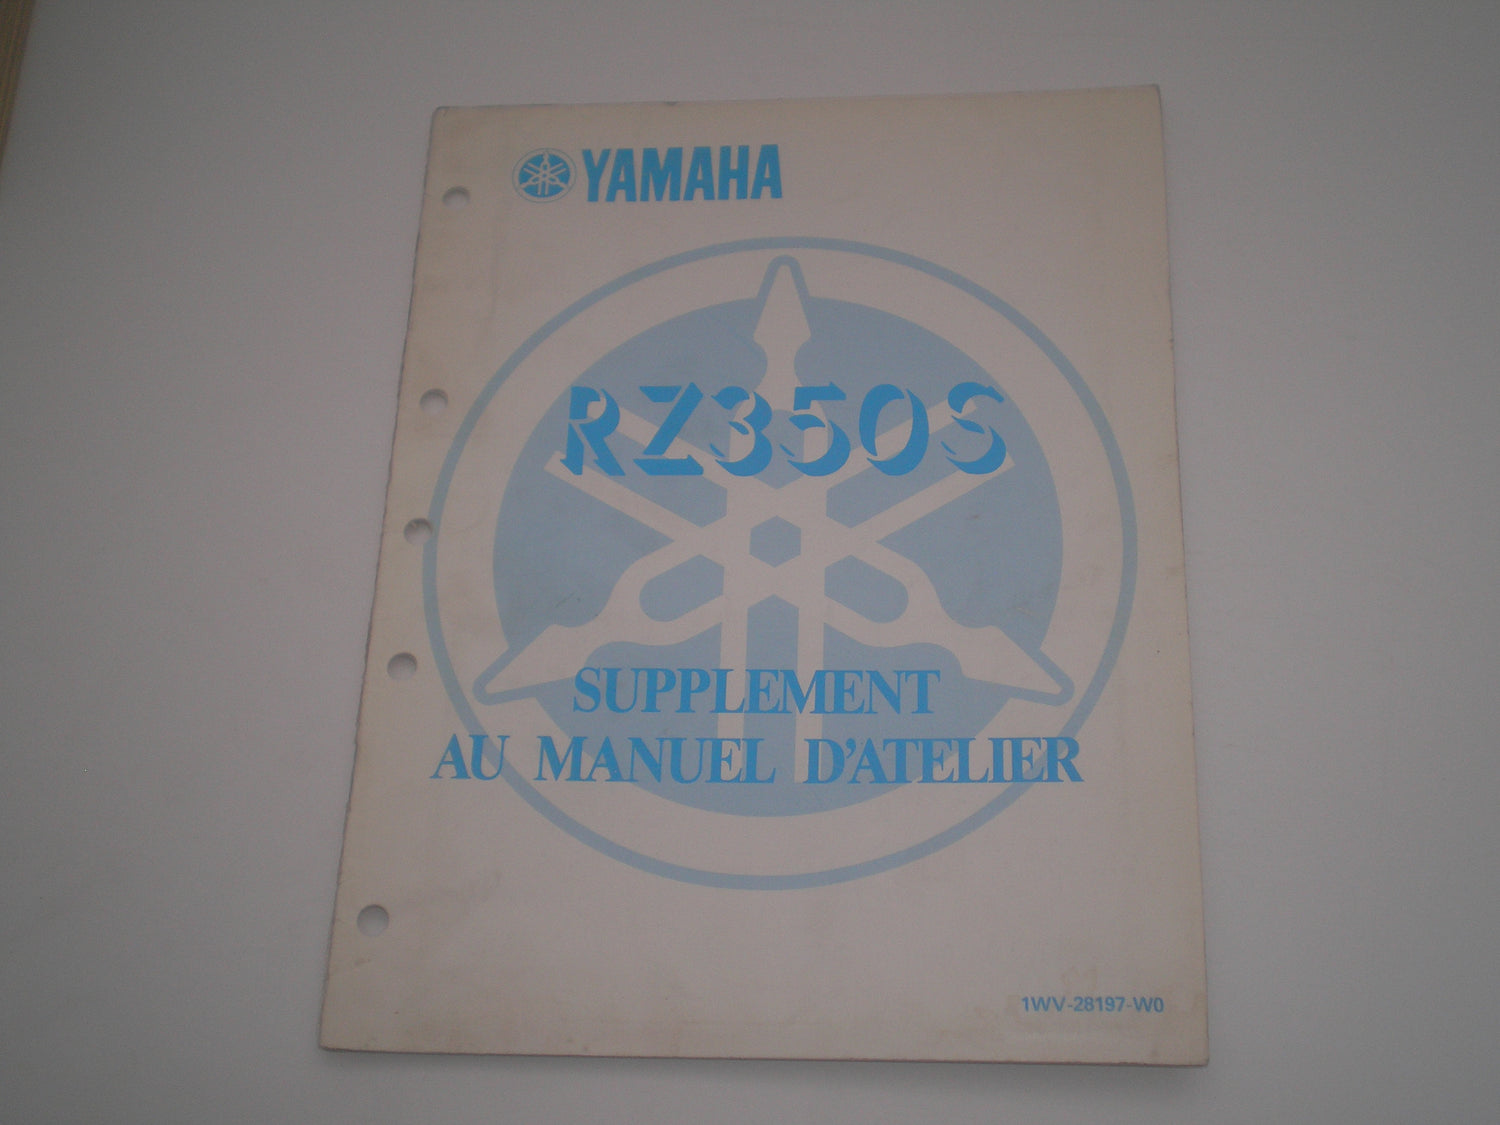 YAMAHA
RZ350S
SUPPLEMENT
AU MANUEL D'ATELIER
1WV-28197-W0